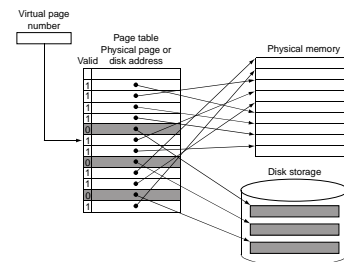 Virtual page
number
Page table
Physical page or
disk address
Valid
Physical memory
1
1
1
1
0
1
1
0
1
1
0
1
Disk storage